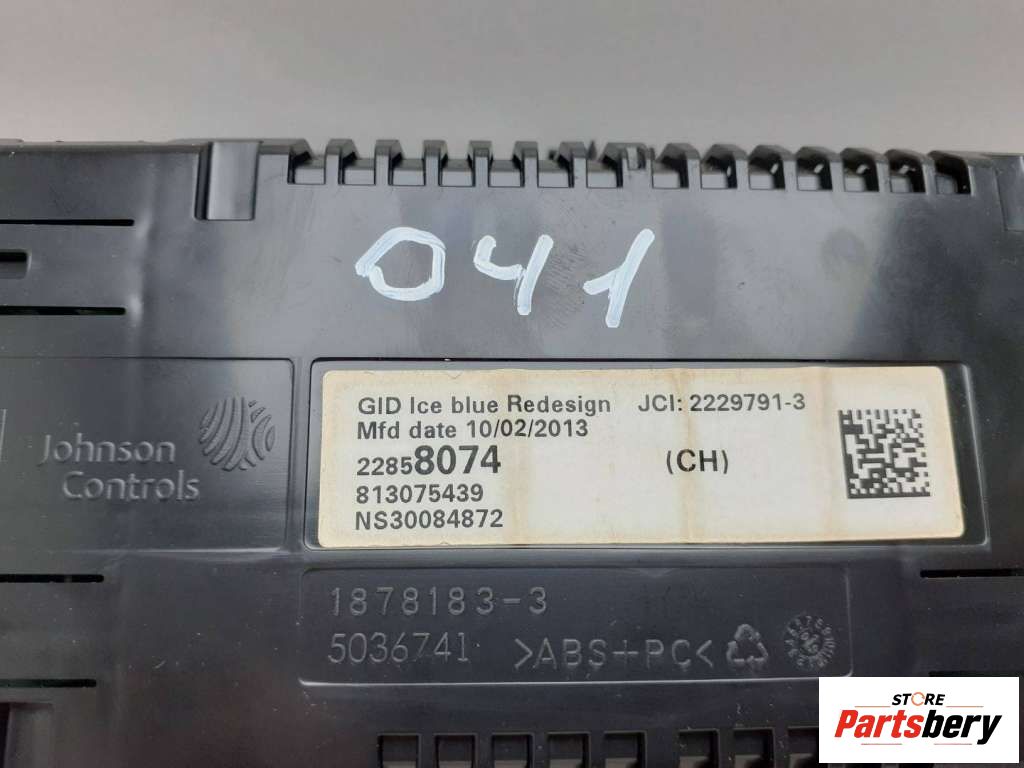 041
GID Ice blue Redesign JCI: 2229791-3
Mfd date 10/02/2013
22858074 (CH)
813075439
NS30084872
Johnson
Controls
1878183-3
5036741 >ABS+PC<
STORE
Partsbery